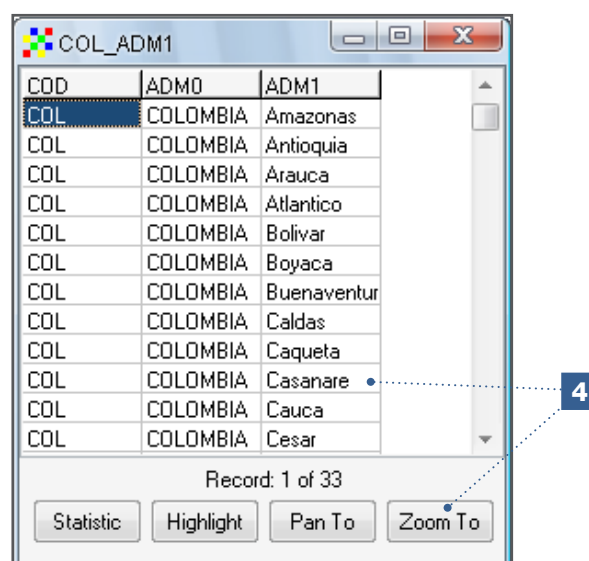 COL_ADM1
COD ADM0 ADM1
COL COLOMBIA Amazonas
COL COLOMBIA Antioquia
COL COLOMBIA Arauca
COL COLOMBIA Atlantico
COL COLOMBIA Bolivar
COL COLOMBIA Boyaca
COL COLOMBIA Buenaventur
COL COLOMBIA Caldas
COL COLOMBIA Caqueta
COL COLOMBIA Casanare
4
COL COLOMBIA Cauca
COL COLOMBIA Cesar
Record: 1 of 33
Statistic Highlight Pan To Zoom To